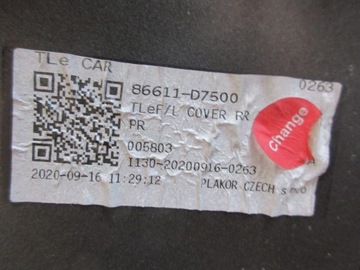 TLe CAR
0263
86611-D7500
TLeF/L COVER RR
PR
Change
005803
1130-20200916-0263
2020-09-16 11:29:12
PLAKOR CZECH s